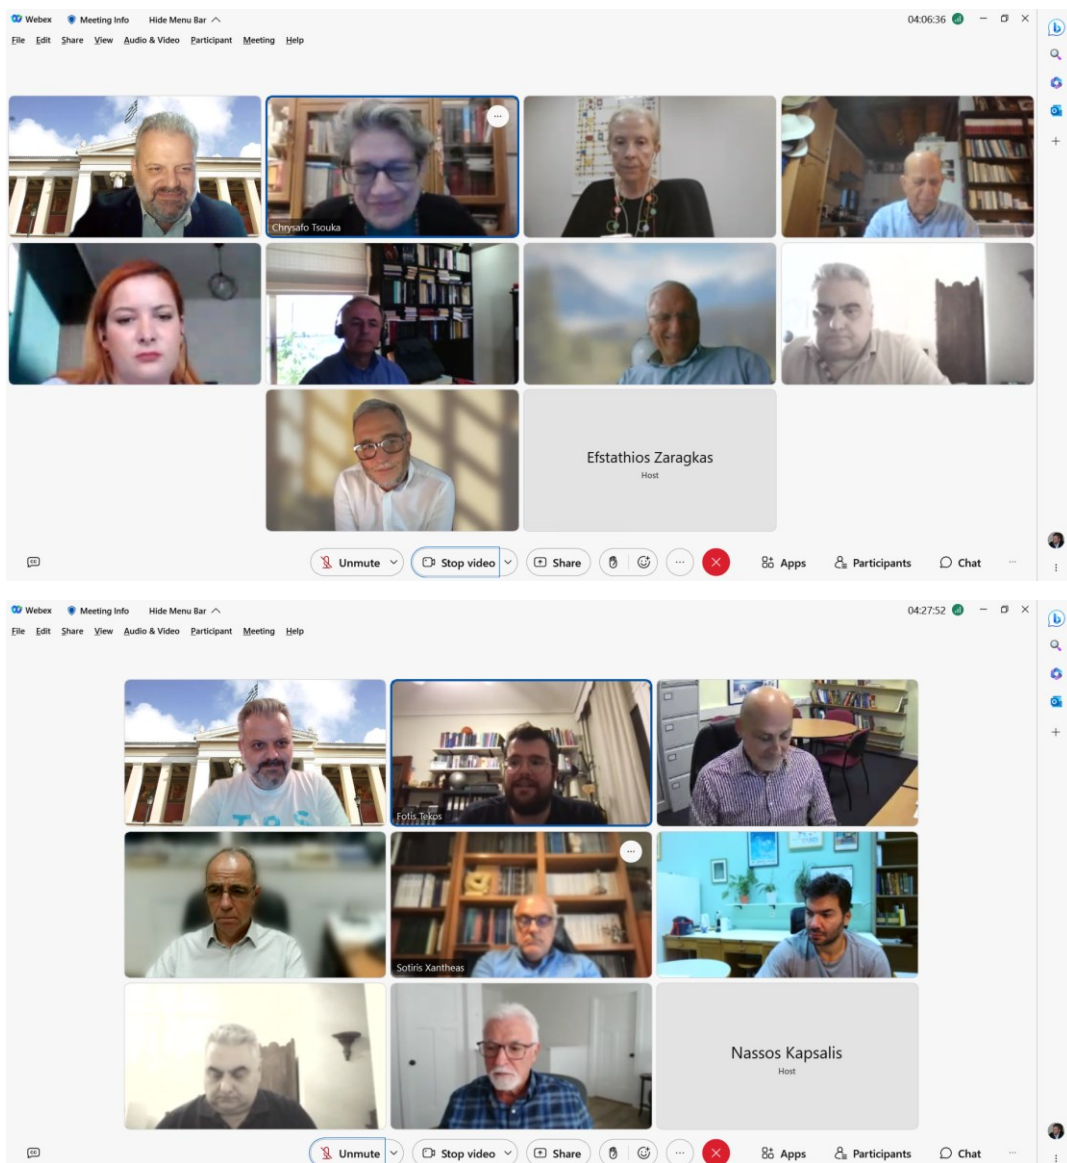 Webex Meeting Info Hide Menu Bar 04:06:36
File Edit Share View Audio & Video Participant Meeting Help
Chrysafo Tsouka
Efstathios Zaragkas
Host
CC Unmute Stop video Share Apps Participants Chat
Webex Meeting Info Hide Menu Bar 04:27:52
File Edit Share View Audio & Video Participant Meeting Help
Fotis Tekos
Sotiris Xantheas
Nassos Kapsalis
Host
CC Unmute Stop video Share Apps Participants Chat